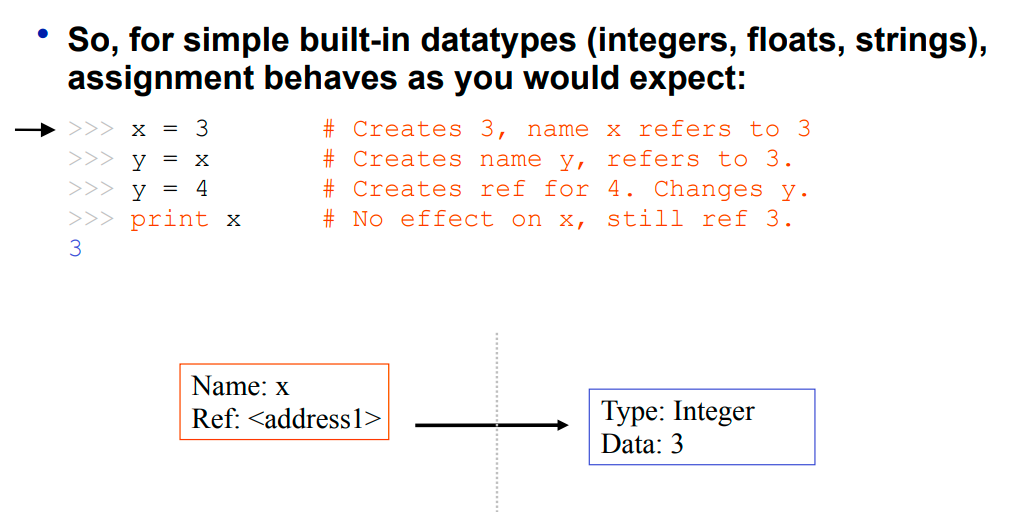 • So, for simple built-in datatypes (integers, floats, strings),
assignment behaves as you would expect:
>>> x = 3 # Creates 3, name x refers to 3
>>> y = x # Creates name y, refers to 3.
>>> y = 4 # Creates ref for 4. Changes y.
>>> print x # No effect on x, still ref 3.
3
Name: x
Ref: <address1>
Type: Integer
Data: 3